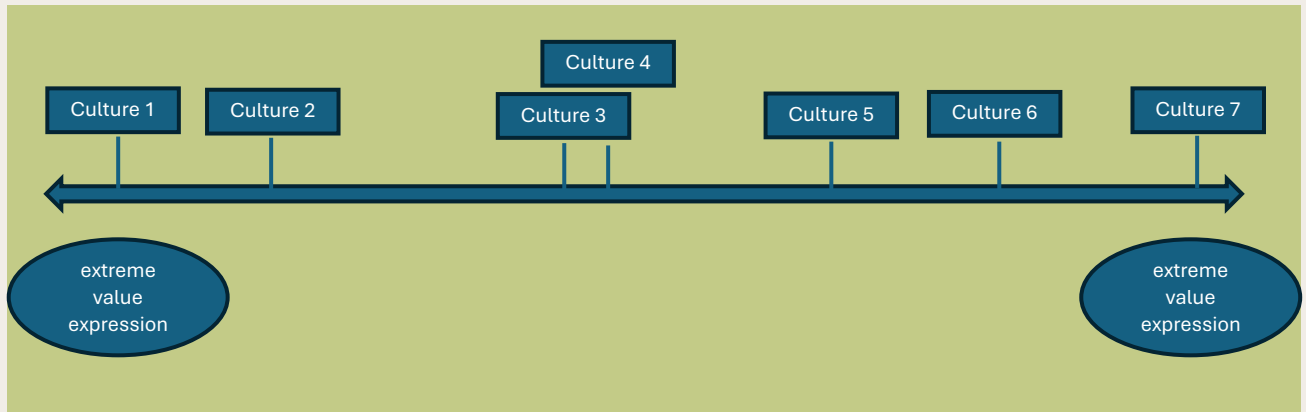 Culture 4
Culture 1
Culture 2
Culture 3
Culture 5
Culture 6
Culture 7
extreme
value
expression
extreme
value
expression